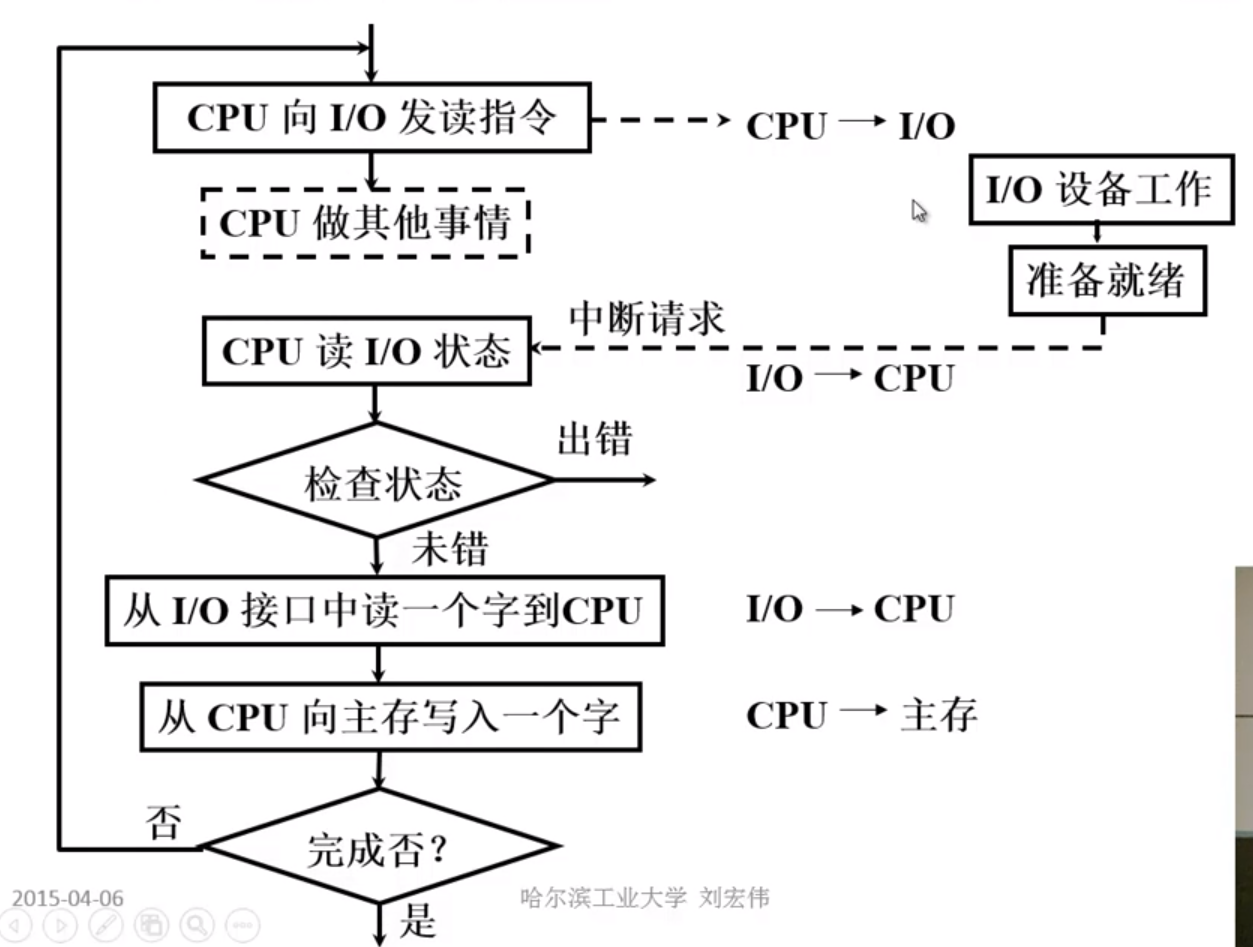 CPU 向 I/O 发读指令
CPU → I/O
I/O 设备工作
CPU 做其他事情
准备就绪
中断请求
CPU 读 I/O 状态
I/O → CPU
出错
检查状态
未错
从 I/O 接口中读一个字到CPU
I/O → CPU
从 CPU 向主存写入一个字
CPU → 主存
否
完成否？
2015-04-06
哈尔滨工业大学 刘宏伟
是